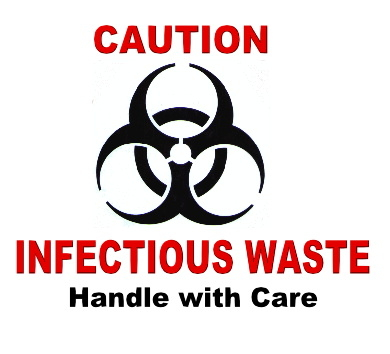 CAUTION
INFECTIOUS WASTE
Handle with Care